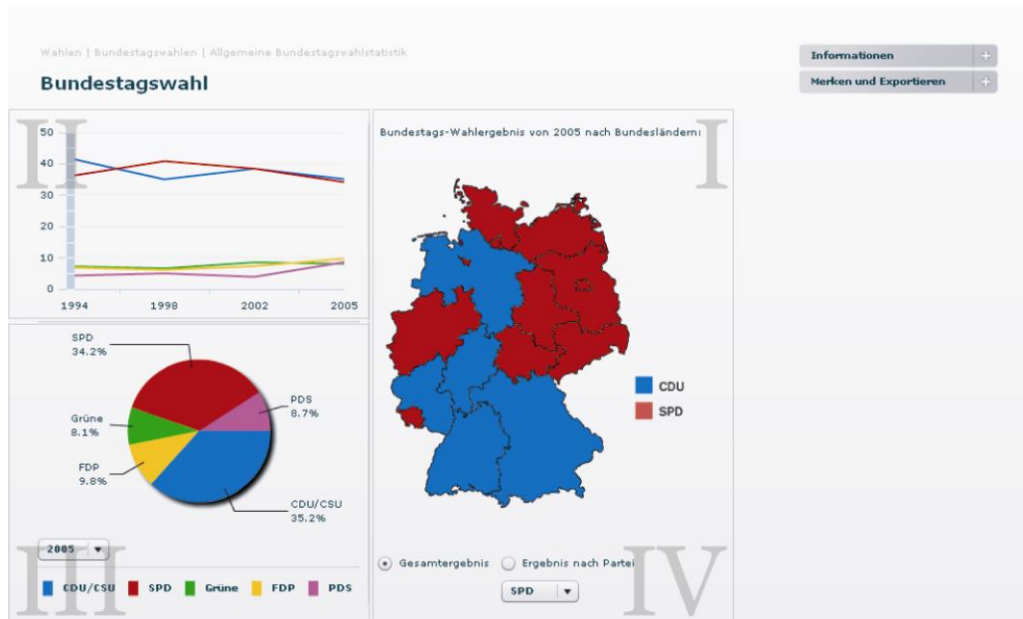 Wahlen | Bundestagswahlen | Allgemeine Bundestagswahlstatistik
Bundestagswahl
Informationen +
Merken und Exportieren +
II
50
40
30
20
10
0
1994 1998 2002 2005
I
Bundestags-Wahlergebnis von 2005 nach Bundesländern:
CDU
SPD
SPD
34.2%
PDS
8.7%
Grüne
8.1%
FDP
9.8%
CDU/CSU
35.2%
2005
III
CDU/CSU SPD Grüne FDP PDS
Gesamtergebnis Ergebnis nach Partei
SPD
IV